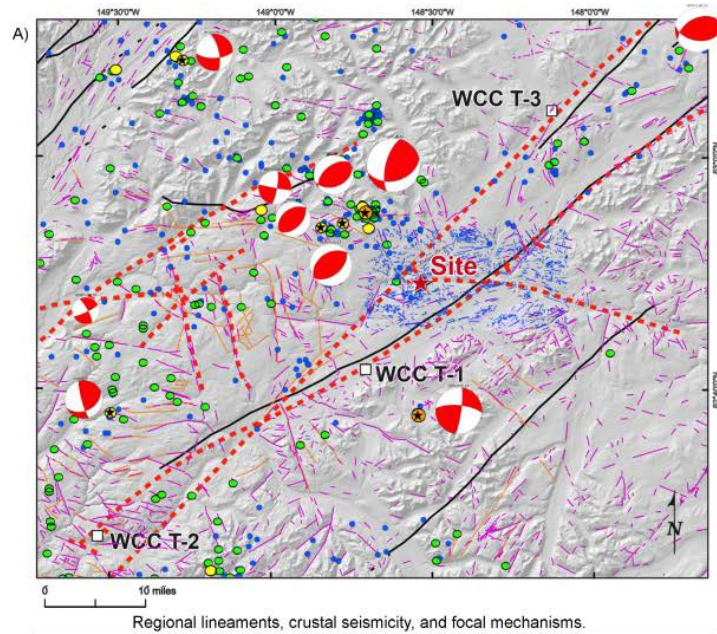 149°30'0"W 149°0'0"W 148°30'0"W 148°0'0"W
A)
WCC T-3
Site
WCC T-1
WCC T-2
N
0 10 miles
Regional lineaments, crustal seismicity, and focal mechanisms.